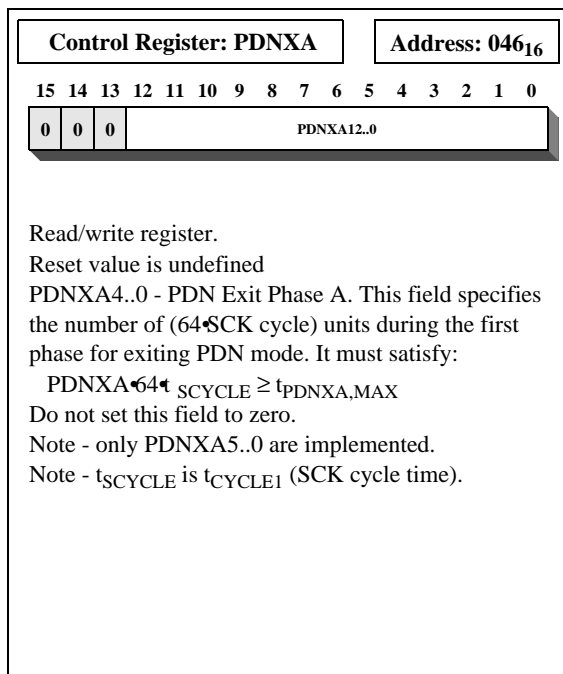 Control Register: PDNXA
Address: 046₁₆
15 14 13 12 11 10 9 8 7 6 5 4 3 2 1 0
0 0 0 PDNXA12..0
Read/write register.
Reset value is undefined
PDNXA4..0 - PDN Exit Phase A. This field specifies
the number of (64•SCK cycle) units during the first
phase for exiting PDN mode. It must satisfy:
PDNXA•64•t SCYCLE ≥ tPDNXA,MAX
Do not set this field to zero.
Note - only PDNXA5..0 are implemented.
Note - tSCYCLE is tCYCLE1 (SCK cycle time).